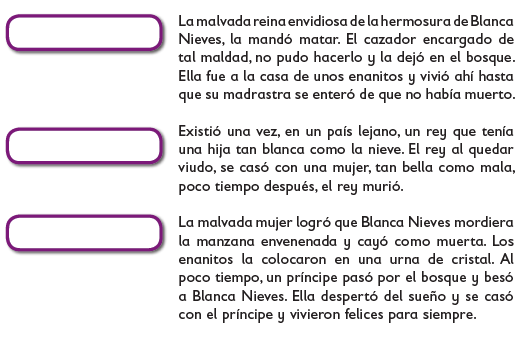 La malvada reina envidiosa de la hermosura de Blanca
Nieves, la mandó matar. El cazador encargado de
tal maldad, no pudo hacerlo y la dejó en el bosque.
Ella fue a la casa de unos enanitos y vivió ahí hasta
que su madrastra se enteró de que no había muerto.
Existió una vez, en un país lejano, un rey que tenía
una hija tan blanca como la nieve. El rey al quedar
viudo, se casó con una mujer, tan bella como mala,
poco tiempo después, el rey murió.
La malvada mujer logró que Blanca Nieves mordiera
la manzana envenenada y cayó como muerta. Los
enanitos la colocaron en una urna de cristal. Al
poco tiempo, un príncipe pasó por el bosque y besó
a Blanca Nieves. Ella despertó del sueño y se casó
con el príncipe y vivieron felices para siempre.